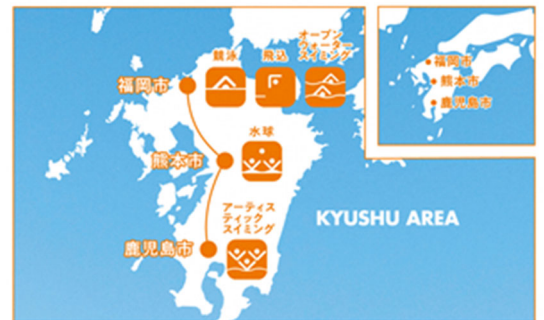 オープン
ウォーター
スイミング
競泳
飛込
福岡市
水球
熊本市
アーティス
ティック
スイミング
鹿児島市
KYUSHU AREA
福岡市
熊本市
鹿児島市